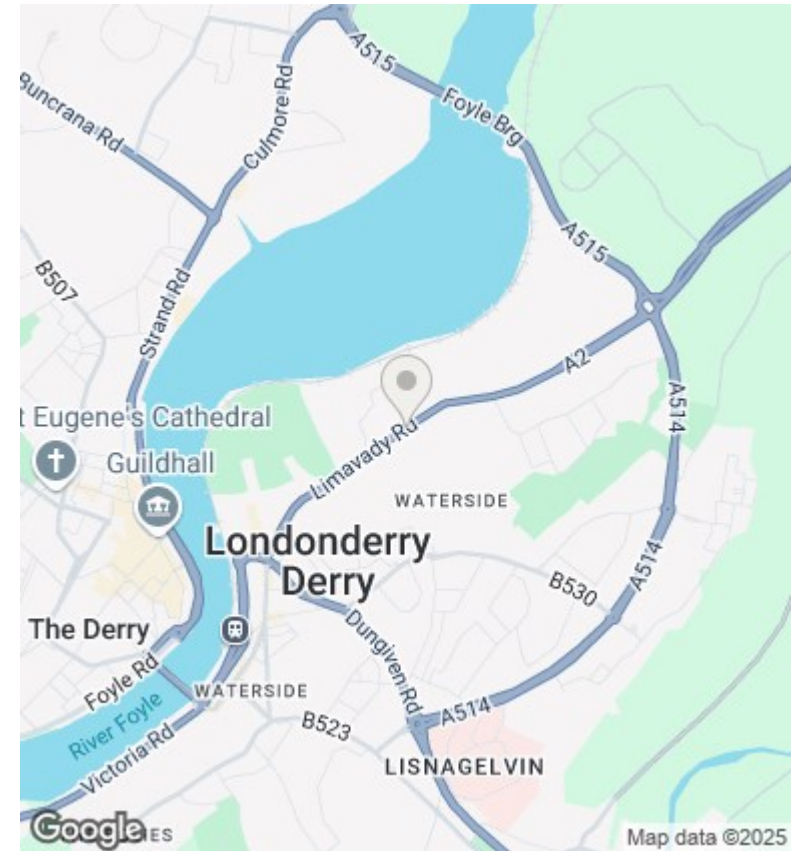 A515
Foyle Brg
Buncrana Rd
Culmore Rd
A515
B507
Strand Rd
A2
t Eugene's Cathedral
Guildhall
Limavady Rd
A514
WATERSIDE
Londonderry
Derry
B530
A514
The Derry
Dungiven Rd
Foyle Rd
WATERSIDE
River Foyle
A514
B523
Victoria Rd
LISNAGELVIN
Google
IES
Map data ©2025